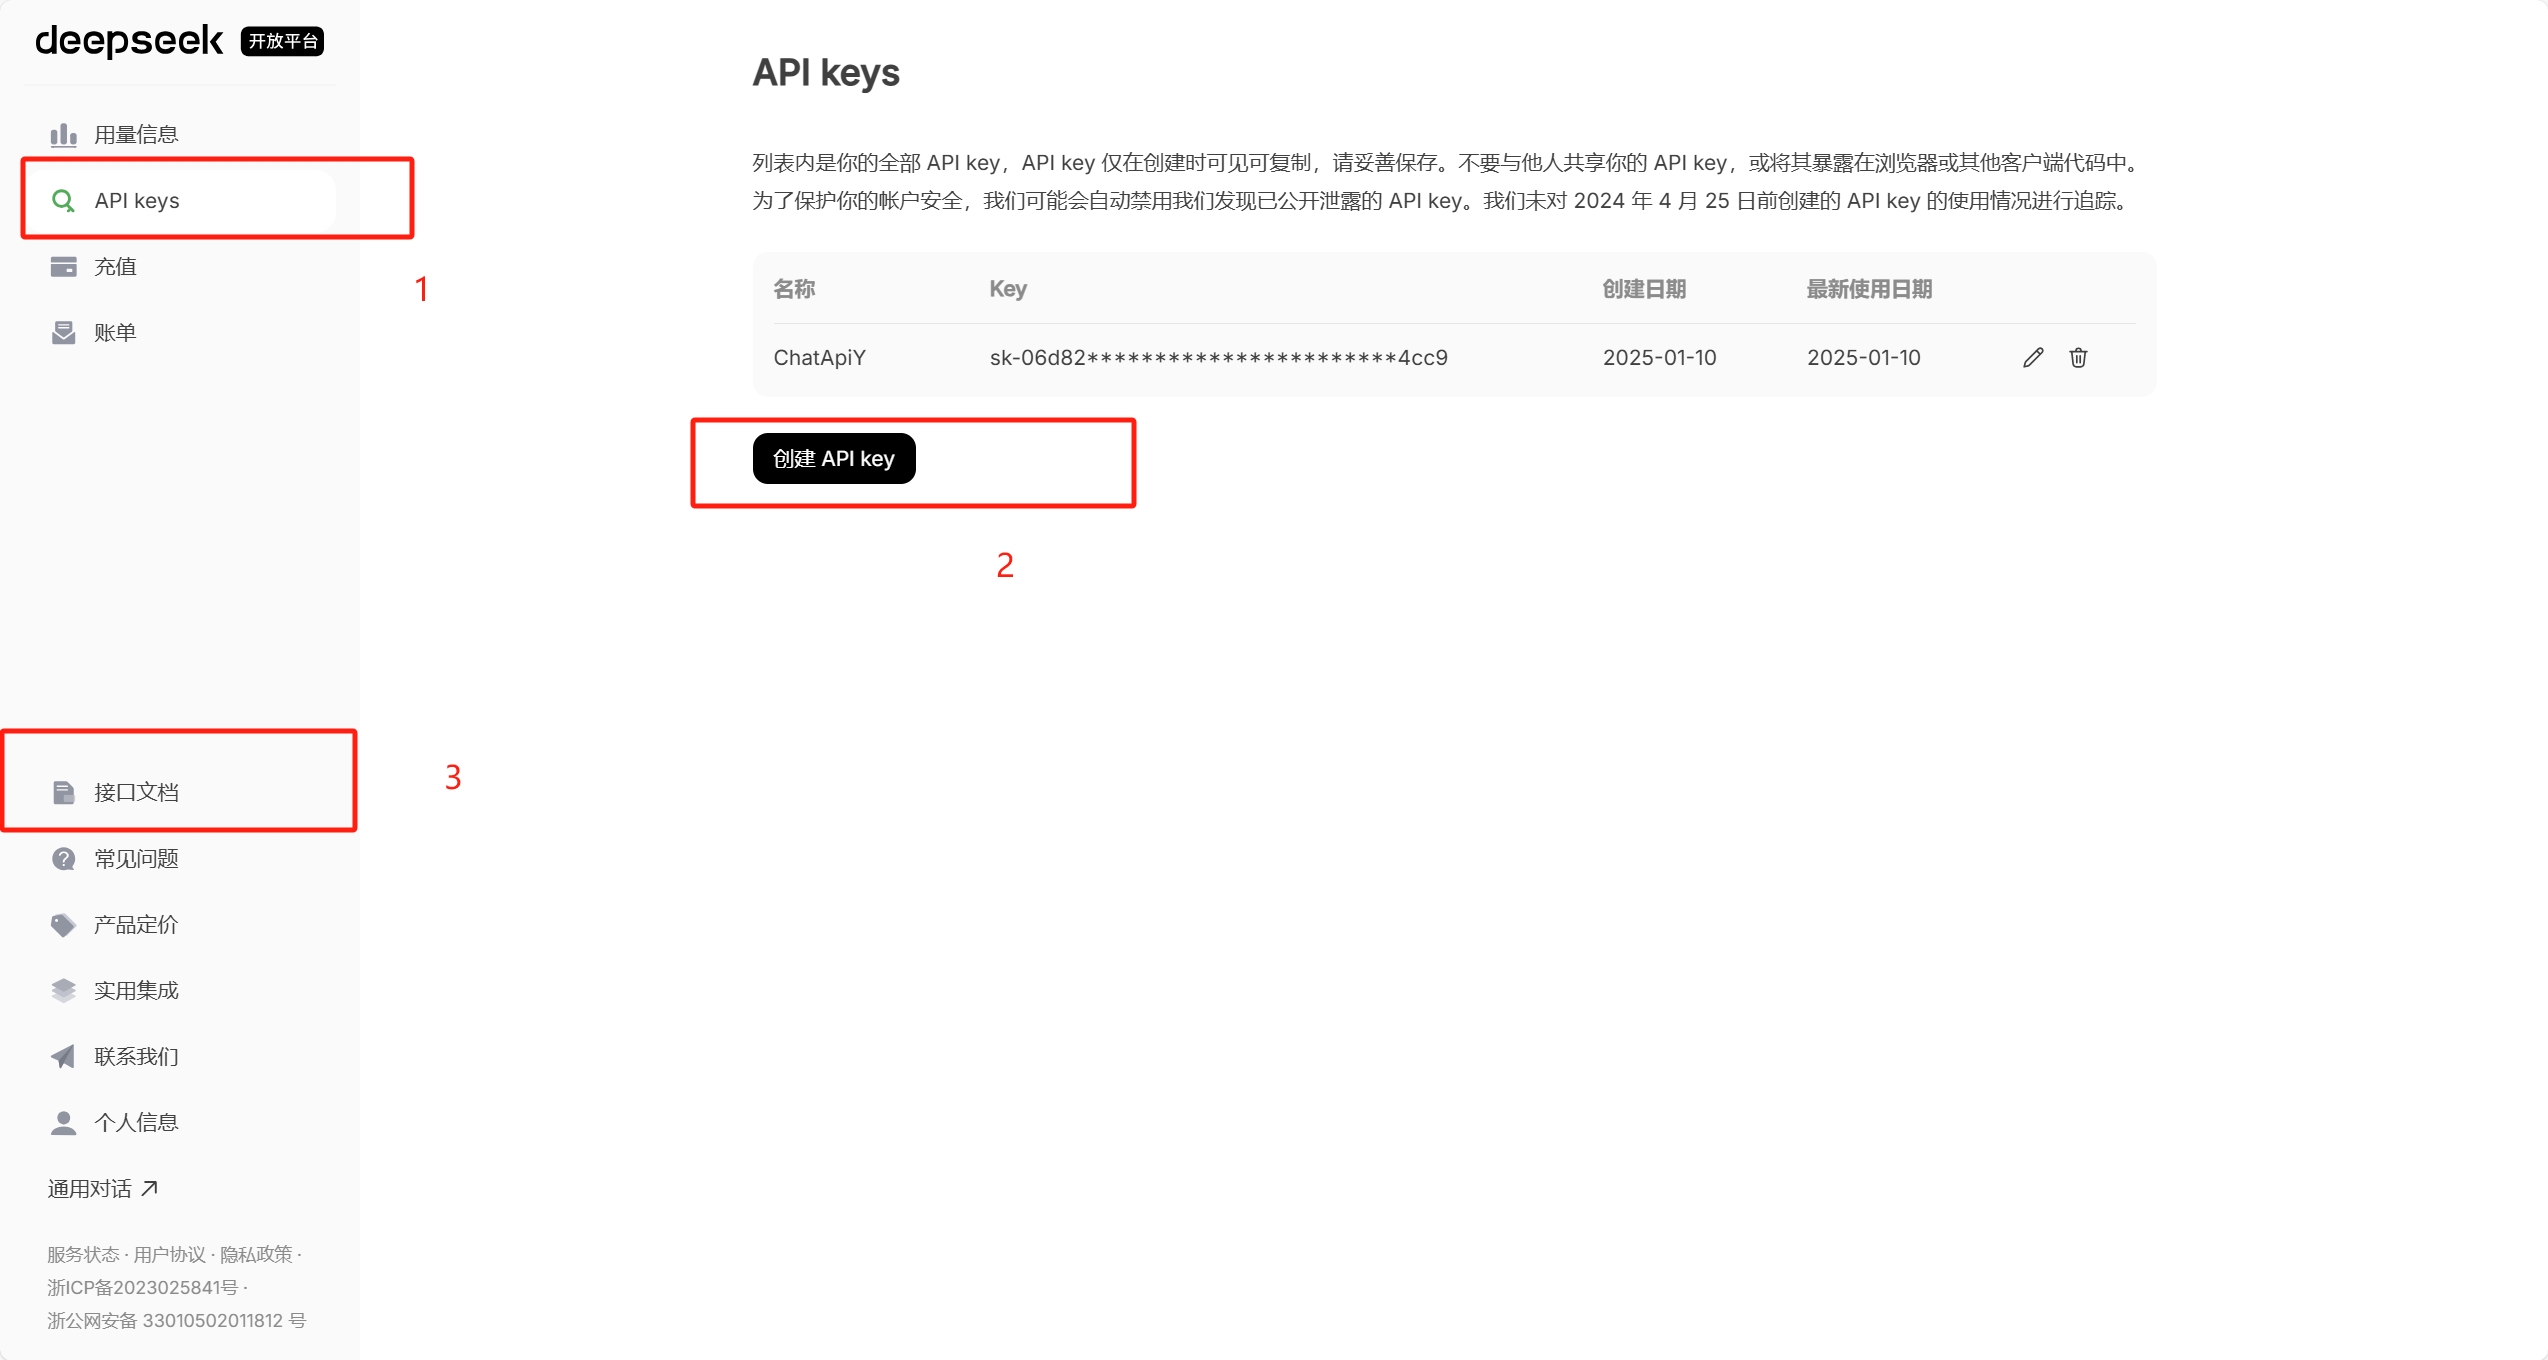 deepseek 开放平台
用量信息
API keys
充值
账单
1
API keys
列表内是你的全部 API key，API key 仅在创建时可见可复制，请妥善保存。不要与他人共享你的 API key，或将其暴露在浏览器或其他客户端代码中。
为了保护你的帐户安全，我们可能会自动禁用我们发现已公开泄露的 API key。我们未对 2024 年 4 月 25 日前创建的 API key 的使用情况进行追踪。
名称 Key 创建日期 最新使用日期
ChatApiY sk-06d82***********************4cc9 2025-01-10 2025-01-10
创建 API key
2
接口文档
3
常见问题
产品定价
实用集成
联系我们
个人信息
通用对话
服务状态 · 用户协议 · 隐私政策 ·
浙ICP备2023025841号 ·
浙公网安备 33010502011812 号